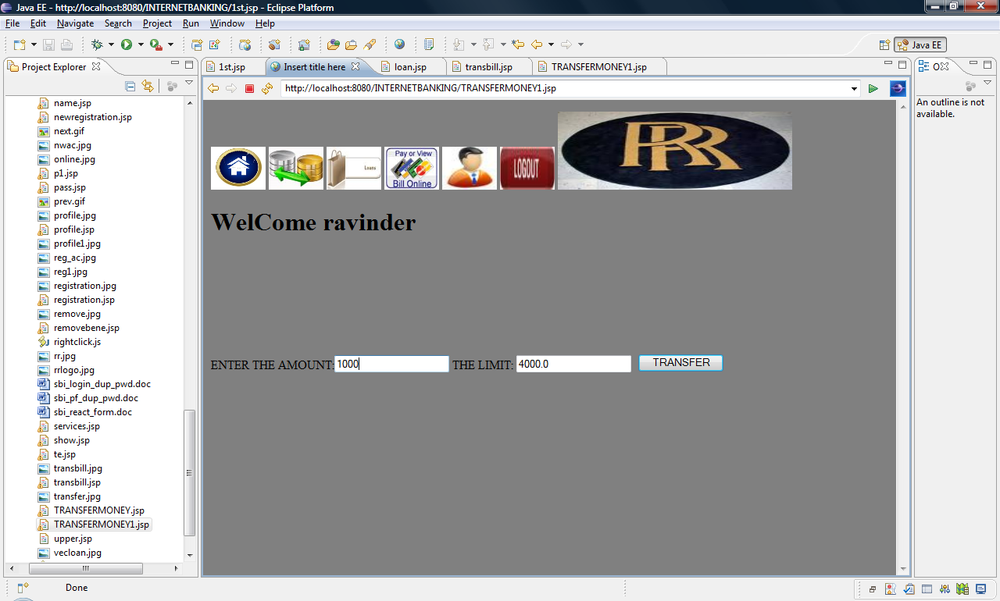 Java EE - http://localhost:8080/INTERNETBANKING/1st.jsp - Eclipse Platform
File Edit Navigate Search Project Run Window Help
Java EE
Project Explorer
1st.jsp
Insert title here
loan.jsp
transbill.jsp
TRANSFERMONEY1.jsp
O
http://localhost:8080/INTERNETBANKING/TRANSFERMONEY1.jsp
An outline is not
available.
name.jsp
newregistration.jsp
next.gif
nwac.jpg
online.jpg
p1.jsp
pass.jsp
prev.gif
profile.jpg
profile.jsp
profile1.jpg
reg_ac.jpg
reg1.jpg
registration.jpg
registration.jsp
remove.jpg
removebene.jsp
rightclick.js
rr.jpg
rrlogo.jpg
sbi_login_dup_pwd.doc
sbi_pf_dup_pwd.doc
sbi_react_form.doc
services.jsp
show.jsp
te.jsp
transbill.jpg
transbill.jsp
transfer.jpg
TRANSFERMONEY.jsp
TRANSFERMONEY1.jsp
upper.jsp
vecloan.jpg
Loans
Pay or View
Bill Online
LOGOUT
RR
WelCome ravinder
ENTER THE AMOUNT: 1000 THE LIMIT: 4000.0 TRANSFER
Done